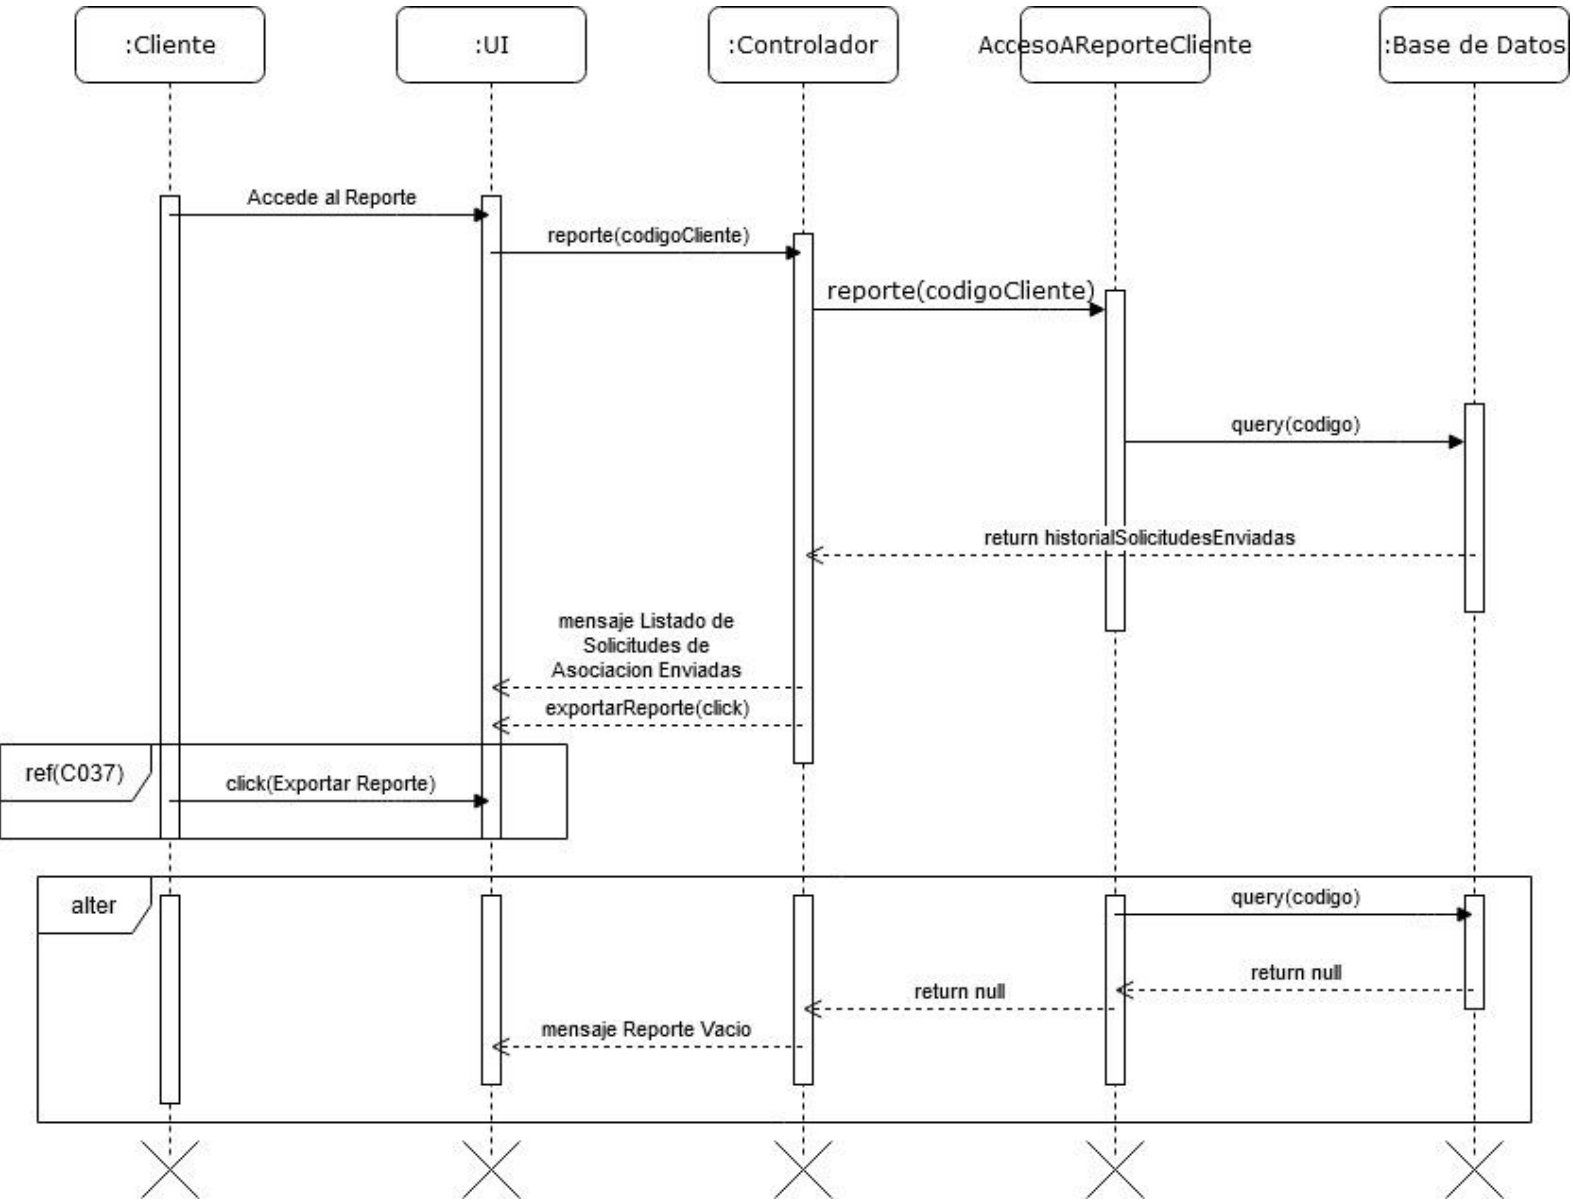 :Cliente
:UI
:Controlador
AccesoAReporteCliente
:Base de Datos
Accede al Reporte
reporte(codigoCliente)
reporte(codigoCliente)
query(codigo)
return historialSolicitudesEnviadas
mensaje Listado de
Solicitudes de
Asociacion Enviadas
exportarReporte(click)
ref(C037)
click(Exportar Reporte)
alter
query(codigo)
return null
return null
mensaje Reporte Vacio